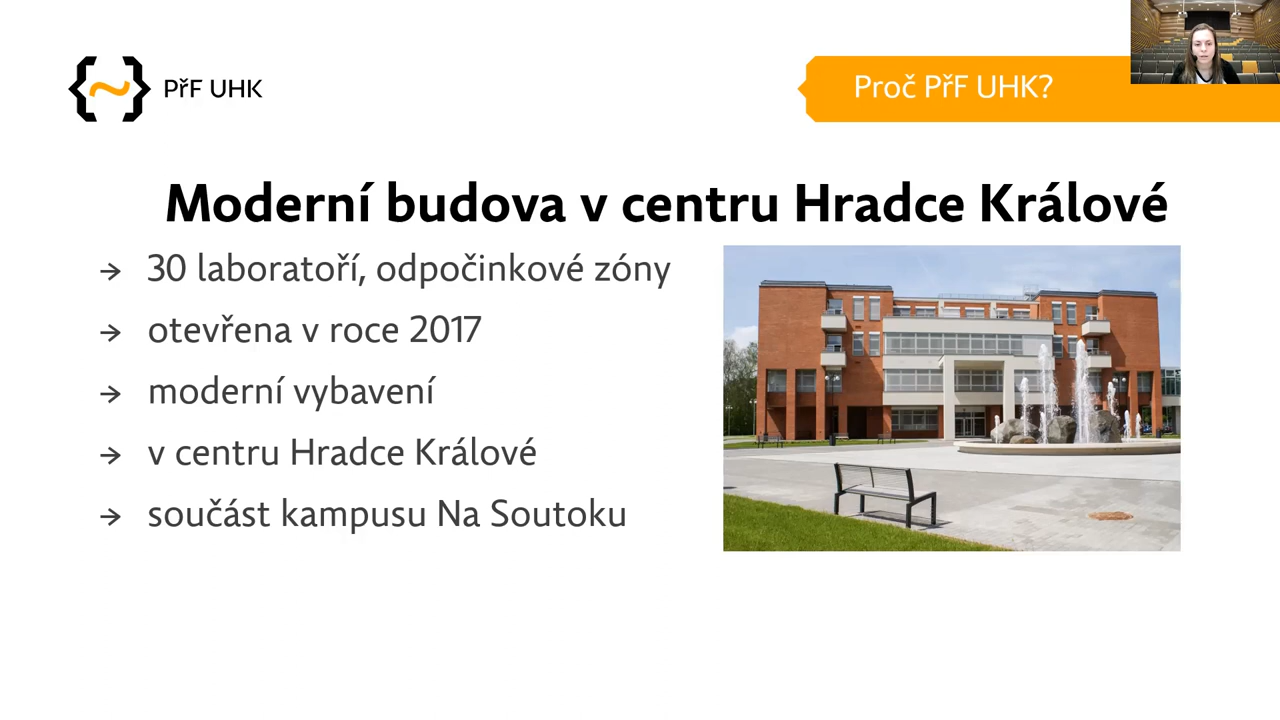 PřF UHK
Proč PřF UHK?
Moderní budova v centru Hradce Králové
→ 30 laboratoří, odpočinkové zóny
→ otevřena v roce 2017
→ moderní vybavení
→ v centru Hradce Králové
→ součást kampusu Na Soutoku